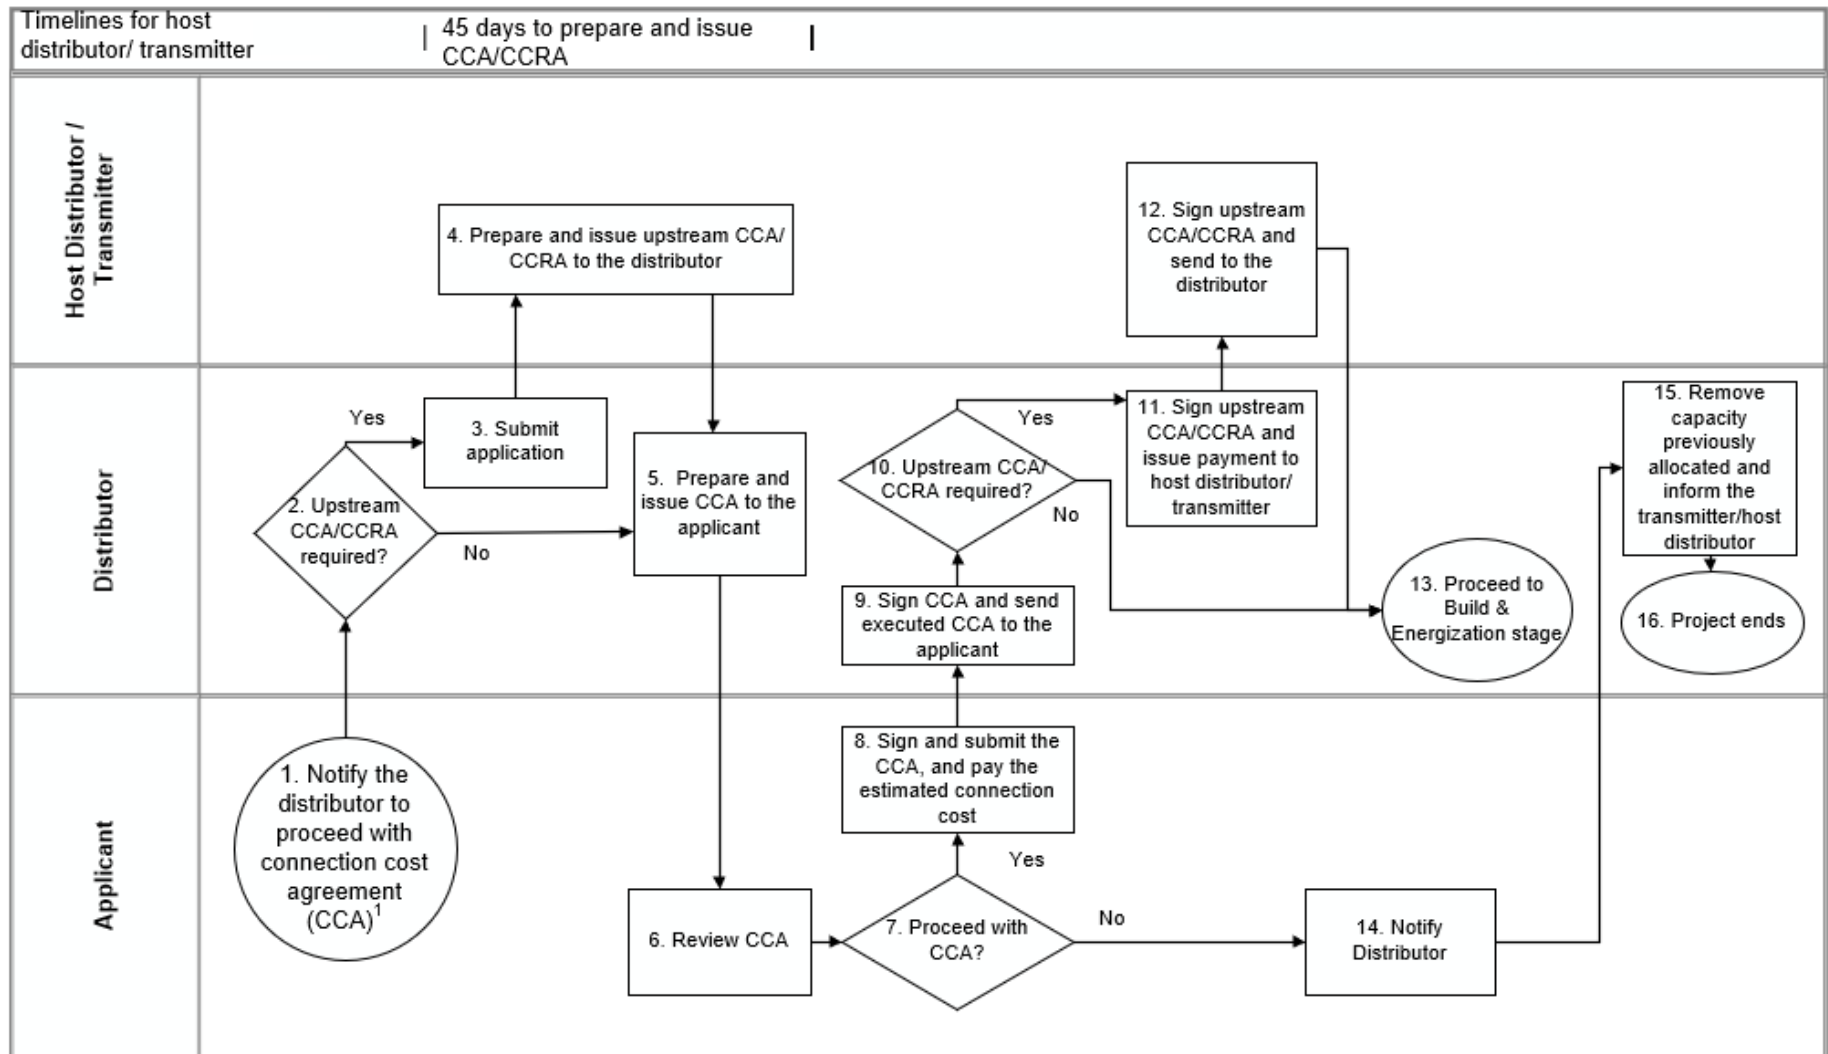 Timelines for host
distributor/ transmitter
45 days to prepare and issue
CCA/CCRA
Host Distributor /
Transmitter
4. Prepare and issue upstream CCA/
CCRA to the distributor
12. Sign upstream
CCA/CCRA and
send to the
distributor
Distributor
Yes
3. Submit
application
2. Upstream
CCA/CCRA
required?
No
5. Prepare and
issue CCA to the
applicant
10. Upstream CCA/
CCRA required?
Yes
No
11. Sign upstream
CCA/CCRA and
issue payment to
host distributor/
transmitter
9. Sign CCA and send
executed CCA to the
applicant
13. Proceed to
Build &
Energization stage
15. Remove
capacity
previously
allocated and
inform the
transmitter/host
distributor
16. Project ends
Applicant
1. Notify the
distributor to
proceed with
connection cost
agreement
(CCA)¹
6. Review CCA
7. Proceed with
CCA?
Yes
8. Sign and submit the
CCA, and pay the
estimated connection
cost
No
14. Notify
Distributor